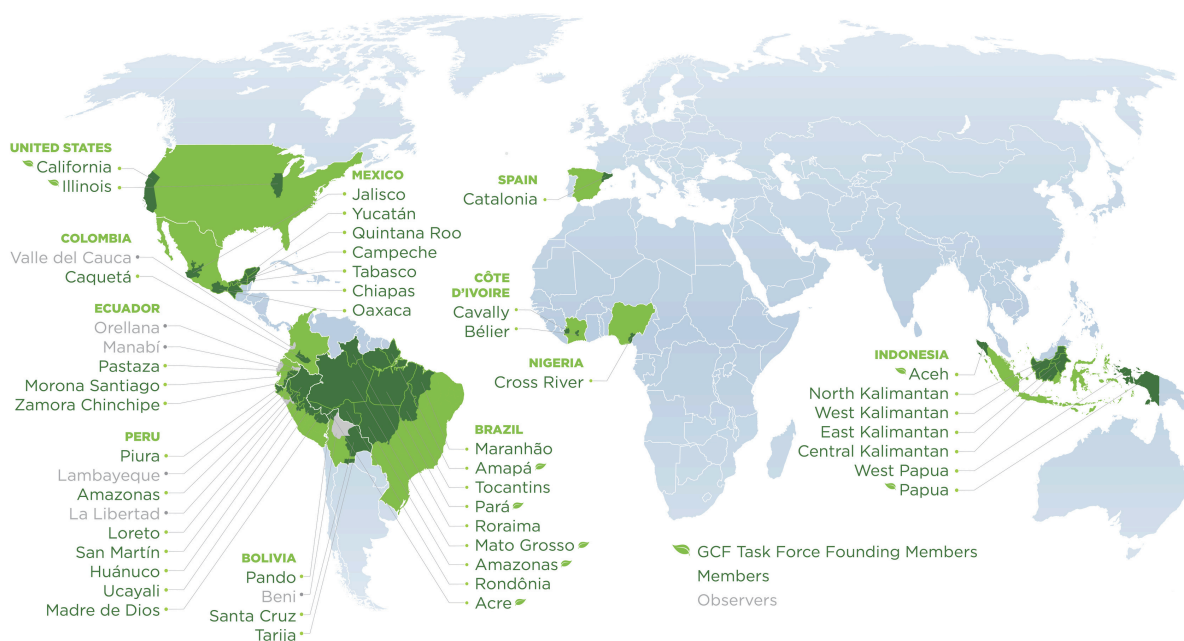 UNITED STATES
California
Illinois
MEXICO
Jalisco
Yucatán
Quintana Roo
Campeche
Tabasco
Chiapas
Oaxaca
COLOMBIA
Valle del Cauca
Caquetá
ECUADOR
Orellana
Manabí
Pastaza
Morona Santiago
Zamora Chinchipe
PERU
Piura
Lambayeque
Amazonas
La Libertad
Loreto
San Martín
Huánuco
Ucayali
Madre de Dios
BOLIVIA
Pando
Beni
Santa Cruz
Tarija
BRAZIL
Maranhão
Amapá
Tocantins
Pará
Roraima
Mato Grosso
Amazonas
Rondônia
Acre
SPAIN
Catalonia
CÔTE
D'IVOIRE
Cavally
Bélier
NIGERIA
Cross River
INDONESIA
Aceh
North Kalimantan
West Kalimantan
East Kalimantan
Central Kalimantan
West Papua
Papua
GCF Task Force Founding Members
Members
Observers